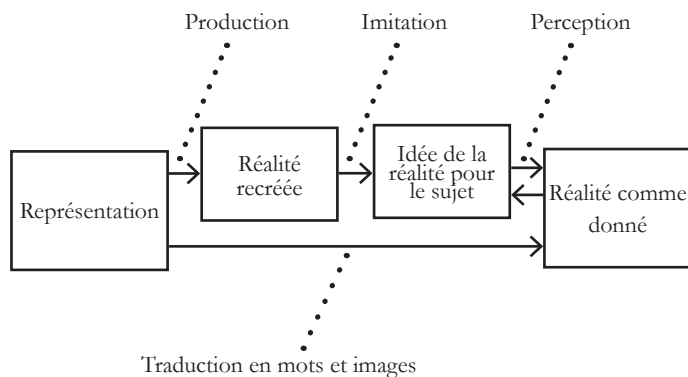 Production
Imitation
Perception
Représentation
Réalité
recréée
Idée de la
réalité pour
le sujet
Réalité comme
donné
Traduction en mots et images